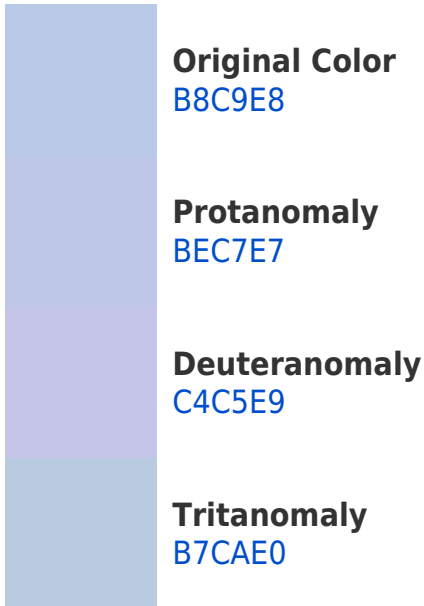 Original Color
B8C9E8
Protanomaly
BEC7E7
Deuteranomaly
C4C5E9
Tritanomaly
B7CAE0